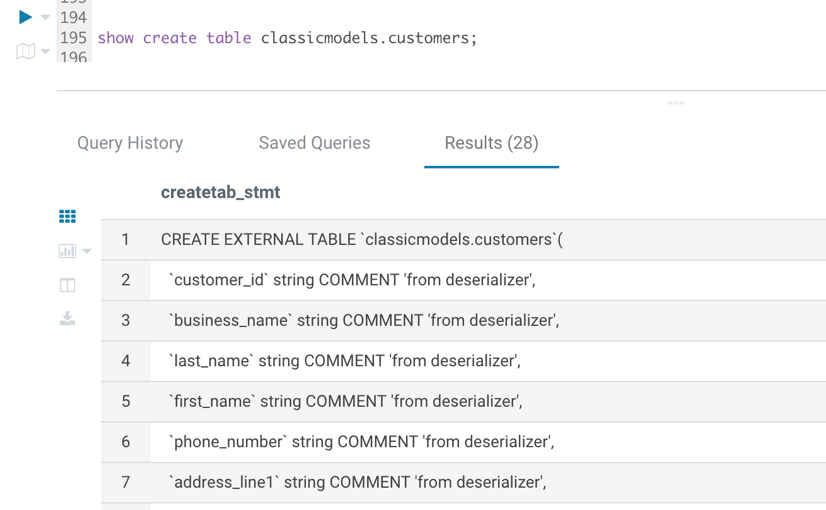 193
194
195 show create table classicmodels.customers;
196
Query History Saved Queries Results (28)
createtab_stmt
1 CREATE EXTERNAL TABLE `classicmodels.customers`(
2 `customer_id` string COMMENT 'from deserializer',
3 `business_name` string COMMENT 'from deserializer',
4 `last_name` string COMMENT 'from deserializer',
5 `first_name` string COMMENT 'from deserializer',
6 `phone_number` string COMMENT 'from deserializer',
7 `address_line1` string COMMENT 'from deserializer',